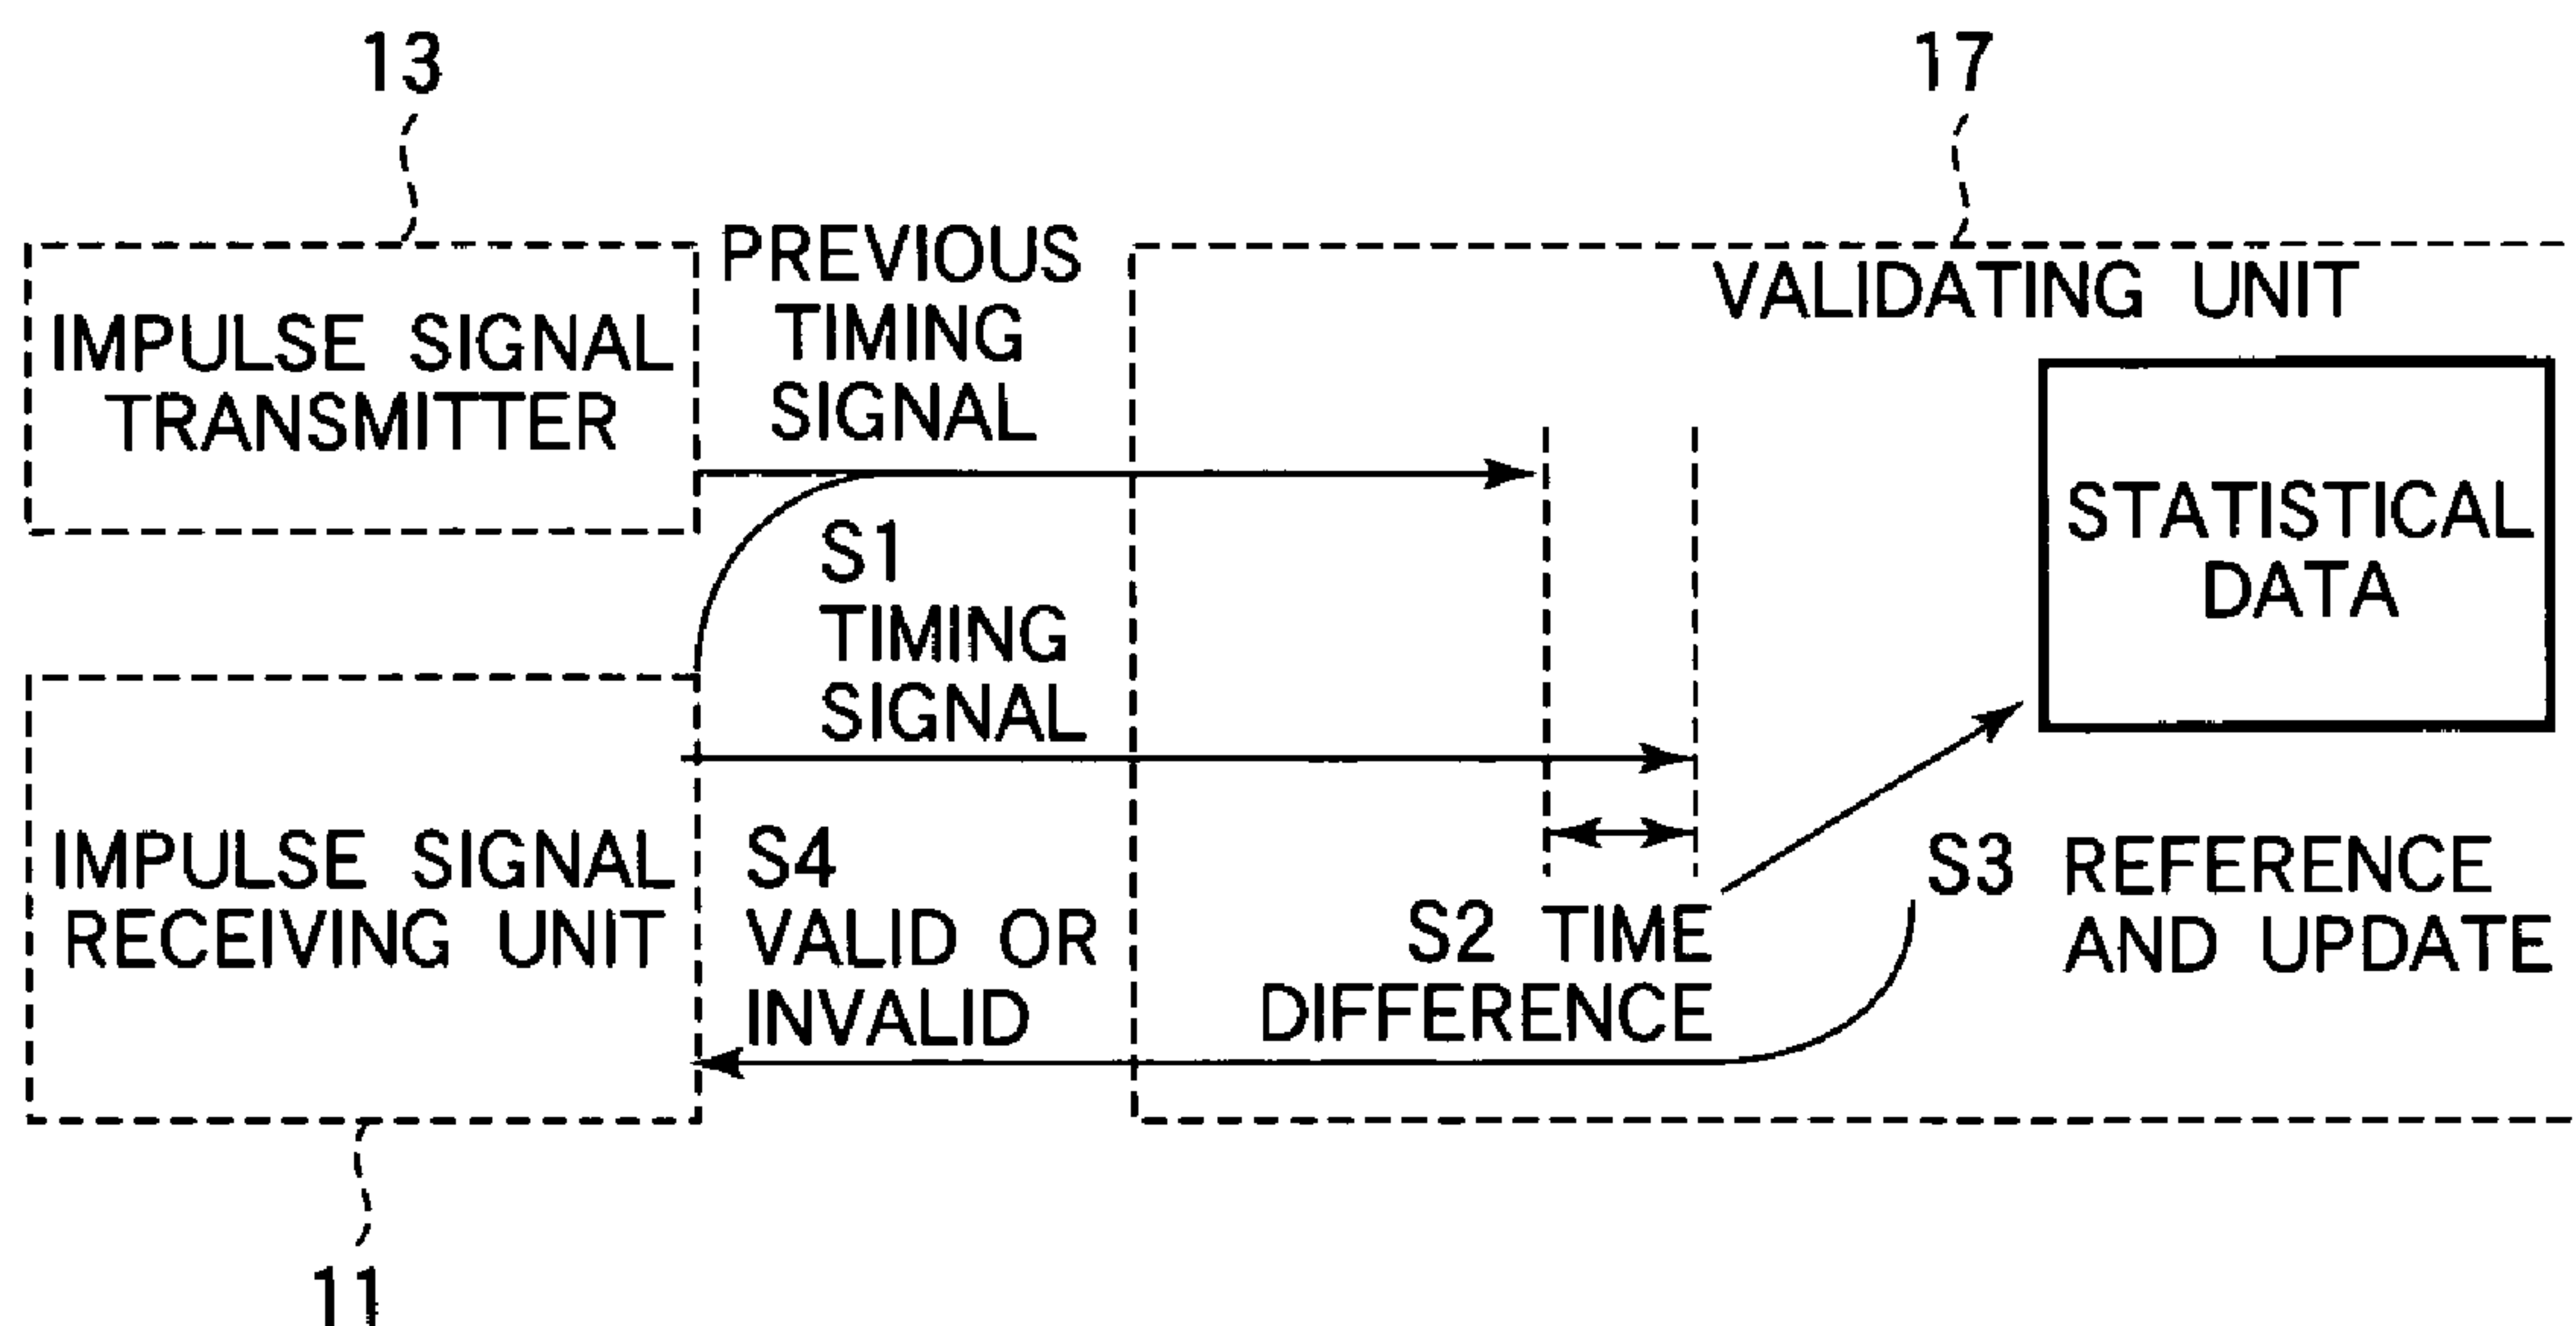 13
17
PREVIOUS
TIMING
SIGNAL
VALIDATING UNIT
IMPULSE SIGNAL
TRANSMITTER
STATISTICAL
DATA
S1
TIMING
SIGNAL
IMPULSE SIGNAL
RECEIVING UNIT
S4
VALID OR
INVALID
S2 TIME
DIFFERENCE
S3 REFERENCE
AND UPDATE
11